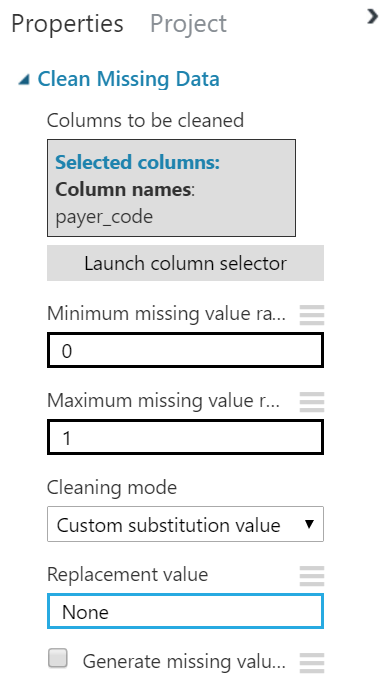 Properties Project
Clean Missing Data
Columns to be cleaned
Selected columns:
Column names:
payer_code
Launch column selector
Minimum missing value ra...
0
Maximum missing value r...
1
Cleaning mode
Custom substitution value
Replacement value
None
Generate missing valu...